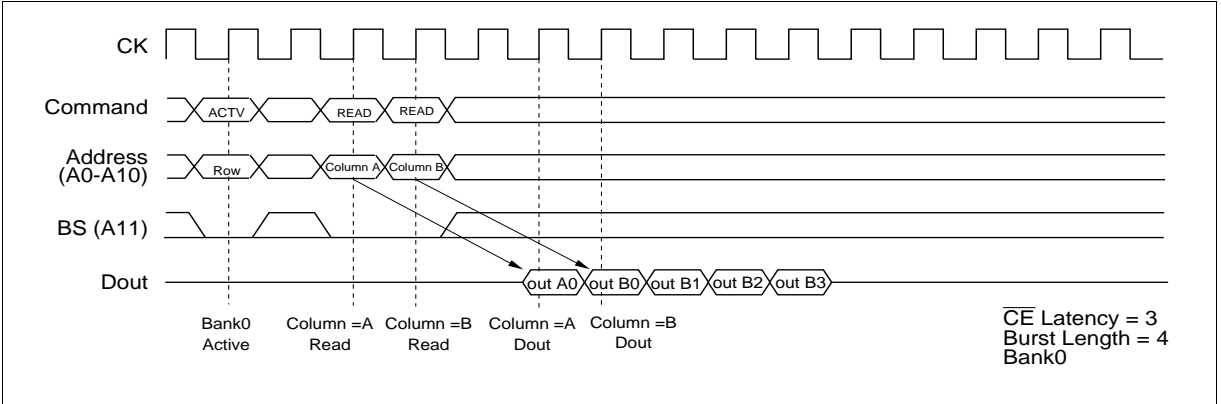 CK
Command
ACTV
READ
READ
Address
(A0-A10)
Row
Column A
Column B
BS (A11)
Dout
out A0
out B0
out B1
out B2
out B3
Bank0
Active
Column =A
Read
Column =B
Read
Column =A
Dout
Column =B
Dout
CE Latency = 3
Burst Length = 4
Bank0